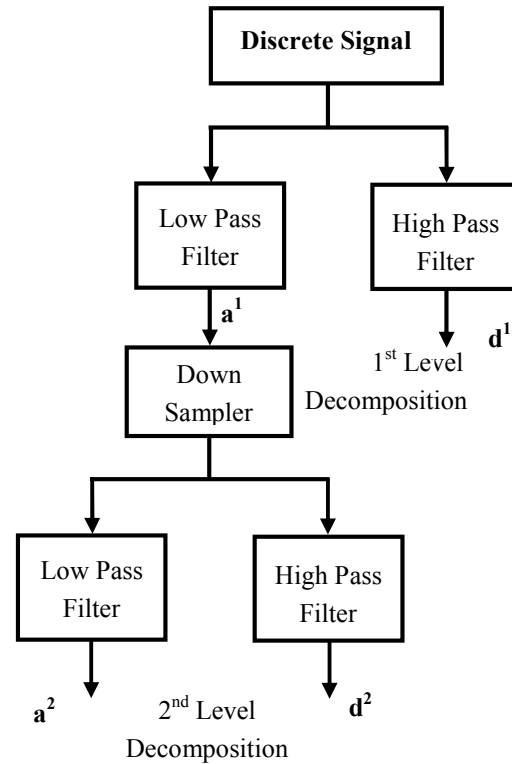 Discrete Signal
Low Pass
Filter
High Pass
Filter
a¹
d¹
Down
Sampler
1ˢᵗ Level
Decomposition
Low Pass
Filter
High Pass
Filter
a²
2ⁿᵈ Level
Decomposition
d²